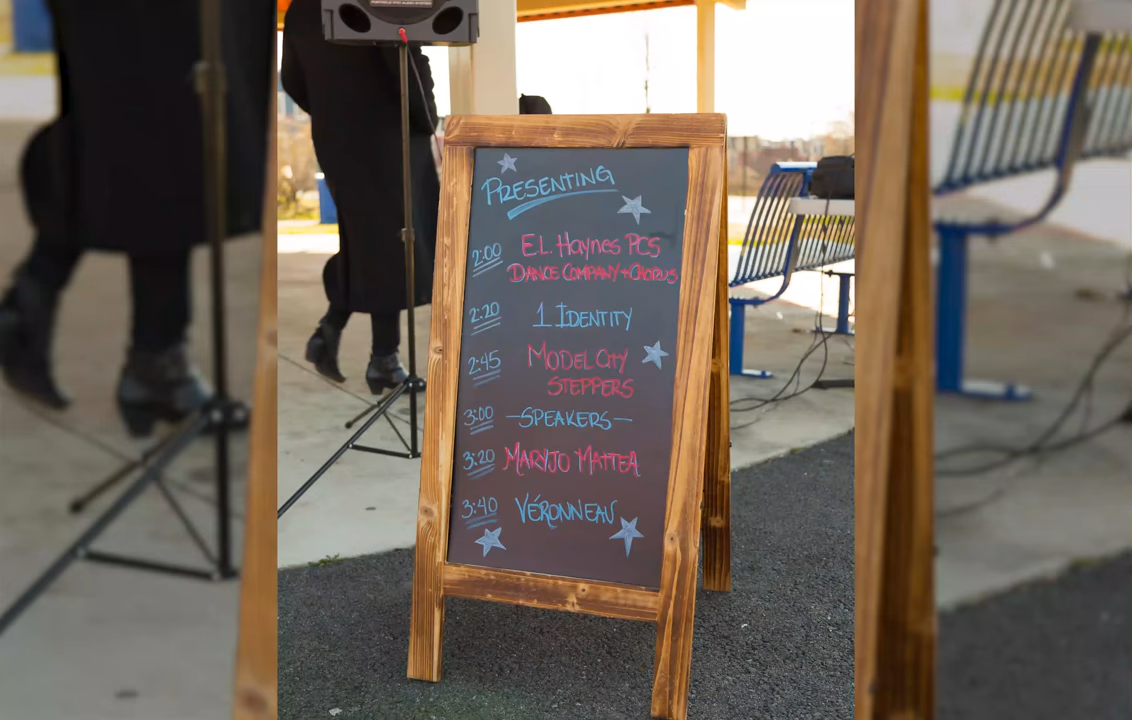 PRESENTING
2:00 E.L. Haynes PCS
DANCE COMPANY + CHORUS
2:20 1 IDENTITY
2:45 MODEL CITY
STEPPERS
3:00 —SPEAKERS—
3:20 MARYJO MATTEA
3:40 VÉRONNEAU